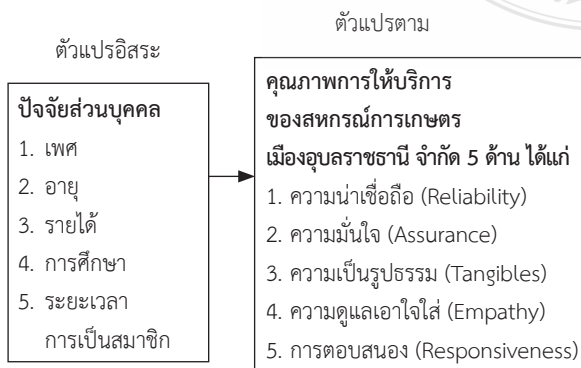 ตัวแปรอิสระ
ปัจจัยส่วนบุคคล
1. เพศ
2. อายุ
3. รายได้
4. การศึกษา
5. ระยะเวลา
การเป็นสมาชิก
ตัวแปรตาม
คุณภาพการให้บริการ
ของสหกรณ์การเกษตร
เมืองอุบลราชธานี จำกัด 5 ด้าน ได้แก่
1. ความน่าเชื่อถือ (Reliability)
2. ความมั่นใจ (Assurance)
3. ความเป็นรูปธรรม (Tangibles)
4. ความดูแลเอาใจใส่ (Empathy)
5. การตอบสนอง (Responsiveness)